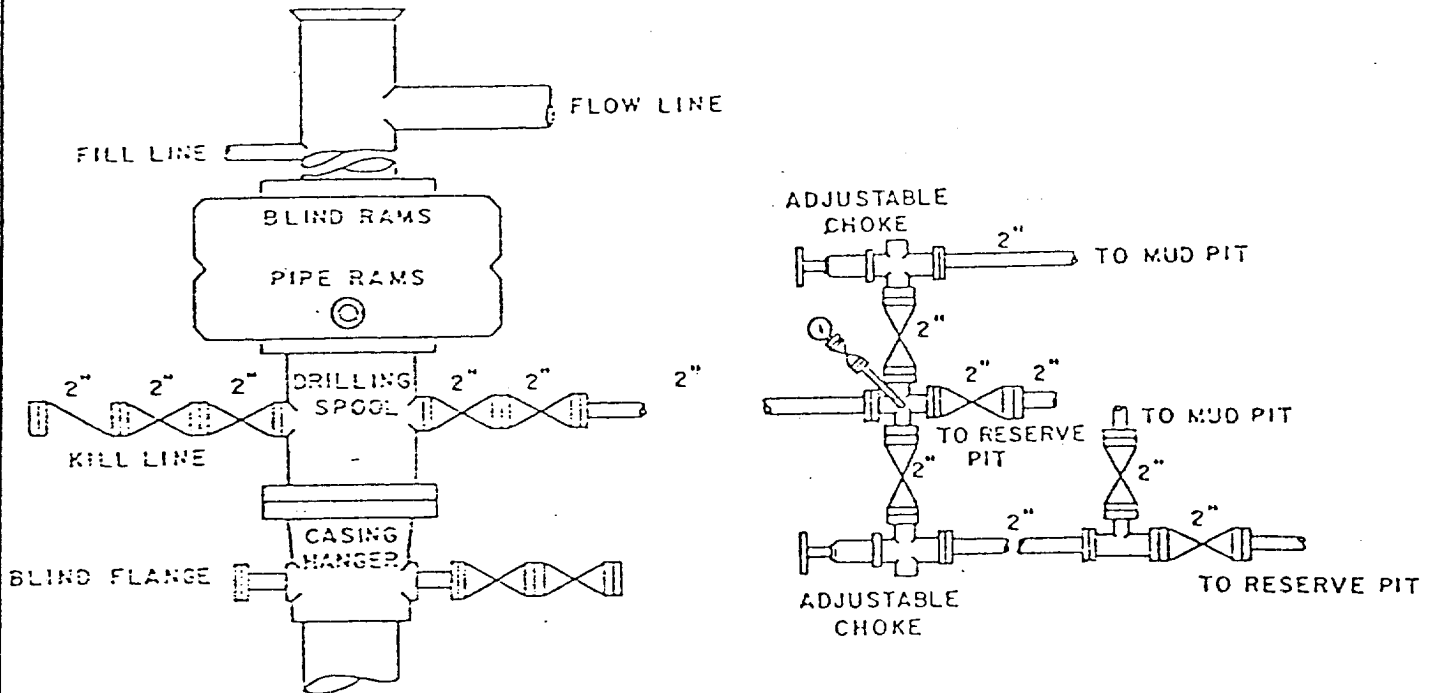 FLOW LINE
FILL LINE
BLIND RAMS
PIPE RAMS
2" 2" 2" DRILLING 2" 2" 2"
SPOOL
KILL LINE
CASING
HANGER
BLIND FLANGE
ADJUSTABLE
CHOKE
2"
TO MUD PIT
2"
2" 2"
TO RESERVE
PIT
TO MUD PIT
2"
2"
2"
2"
TO RESERVE PIT
ADJUSTABLE
CHOKE